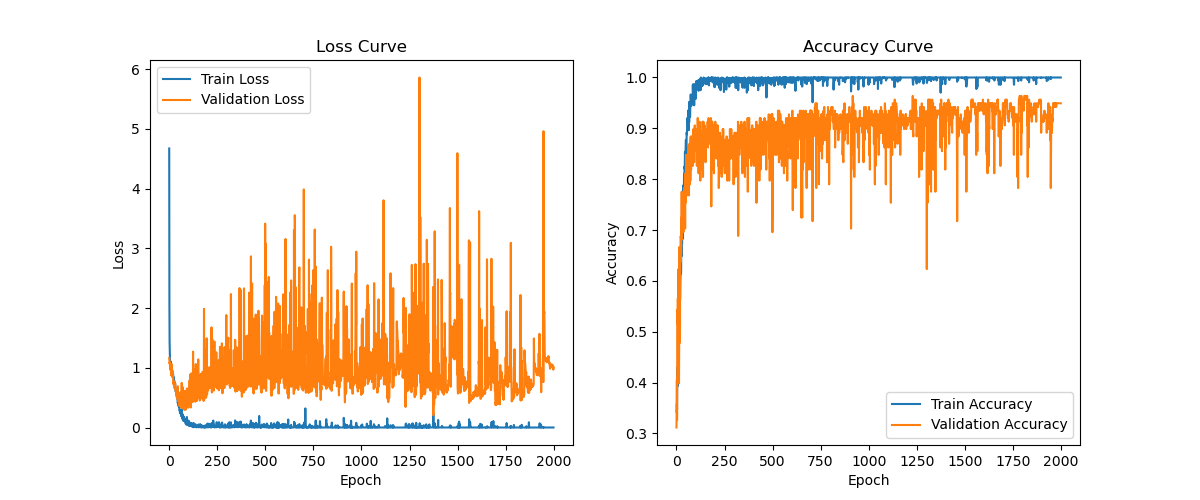 Loss Curve
Train Loss
Validation Loss
Loss
6
5
4
3
2
1
0
0 250 500 750 1000 1250 1500 1750 2000
Epoch
Accuracy Curve
Accuracy
1.0
0.9
0.8
0.7
0.6
0.5
0.4
0.3
Train Accuracy
Validation Accuracy
0 250 500 750 1000 1250 1500 1750 2000
Epoch